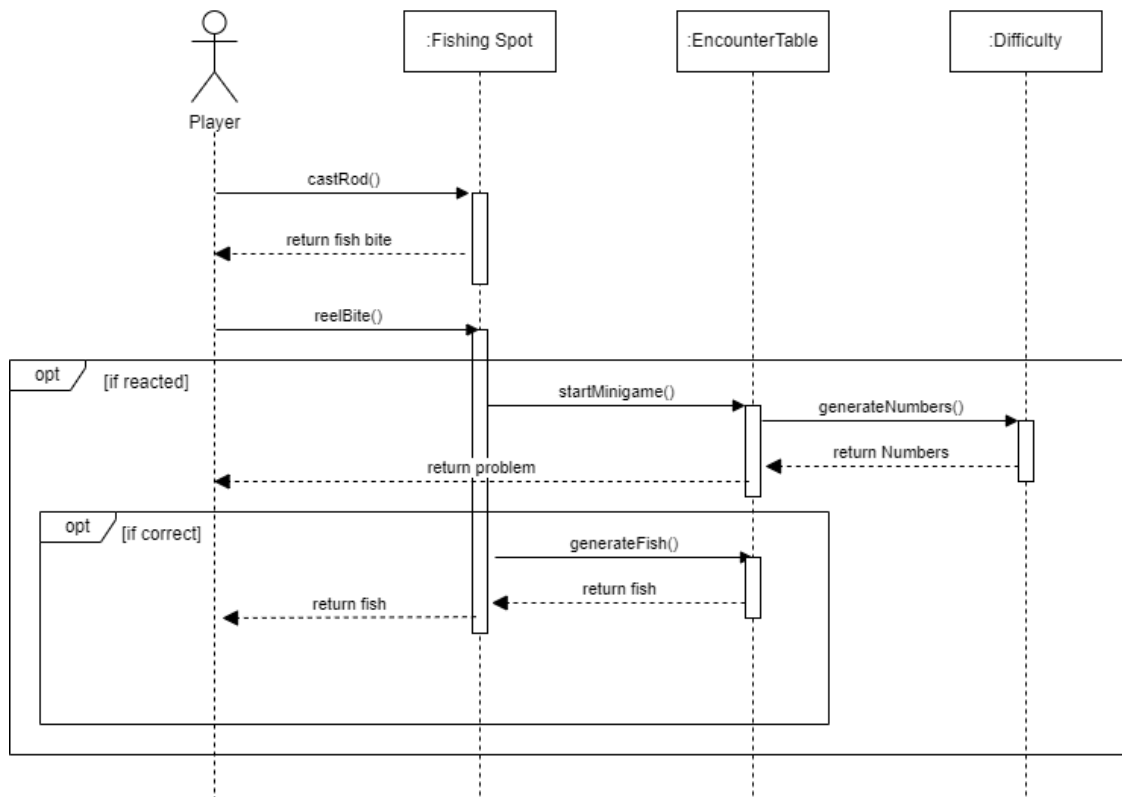 :Fishing Spot
:EncounterTable
:Difficulty
Player
castRod()
return fish bite
reelBite()
opt
[if reacted]
startMinigame()
generateNumbers()
return Numbers
return problem
opt
[if correct]
generateFish()
return fish
return fish